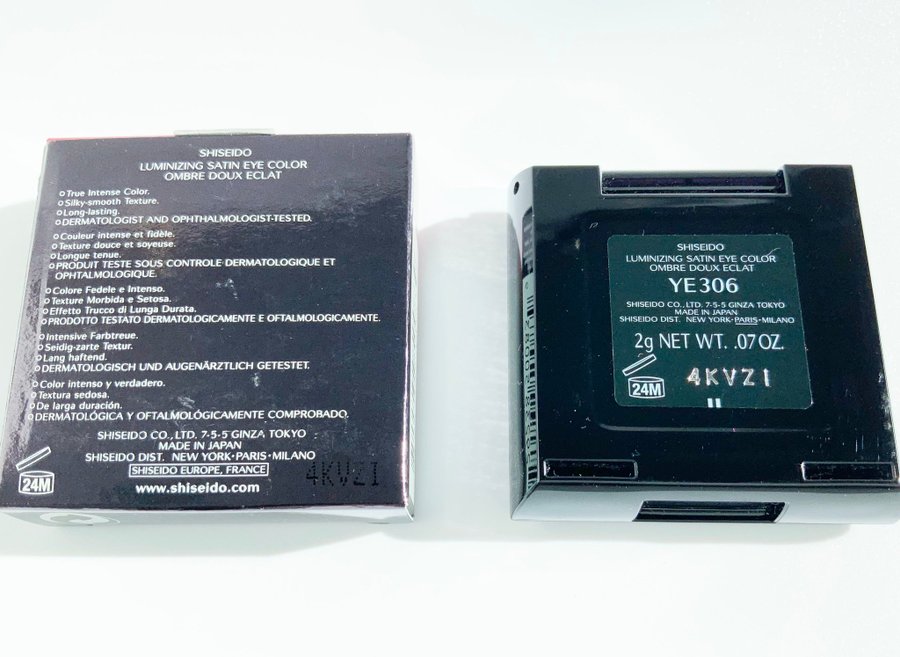 SHISEIDO
LUMINIZING SATIN EYE COLOR
OMBRE DOUX ECLAT
True Intense Color.
Silky-smooth Texture.
Long-lasting.
DERMATOLOGIST AND OPHTHALMOLOGIST-TESTED.
Couleur intense et fidèle.
Texture douce et soyeuse.
Longue tenue.
PRODUIT TESTE SOUS CONTROLE DERMATOLOGIQUE ET
OPHTALMOLOGIQUE.
Colore Fedele e Intenso.
Texture Morbida e Setosa.
Effetto Trucco di Lunga Durata.
PRODOTTO TESTATO DERMATOLOGICAMENTE E OFTALMOLOGICAMENTE.
Intensive Farbtreue.
Seidig-zarte Textur.
Lang haftend.
DERMATOLOGISCH UND AUGENÄRZTLICH GETESTET.
Color intenso y verdadero.
Textura sedosa.
De larga duración.
DERMATOLÓGICA Y OFTALMOLÓGICAMENTE COMPROBADO.
SHISEIDO CO., LTD. 7-5-5 GINZA TOKYO
MADE IN JAPAN
SHISEIDO DIST. NEW YORK·PARIS·MILANO
SHISEIDO EUROPE, FRANCE
www.shiseido.com
24M
4KVZI
SHISEIDO
LUMINIZING SATIN EYE COLOR
OMBRE DOUX ECLAT
YE306
SHISEIDO CO., LTD. 7-5-5 GINZA TOKYO
MADE IN JAPAN
SHISEIDO DIST. NEW YORK·PARIS·MILANO
2g NET WT. .07 OZ.
24M
4KVZI